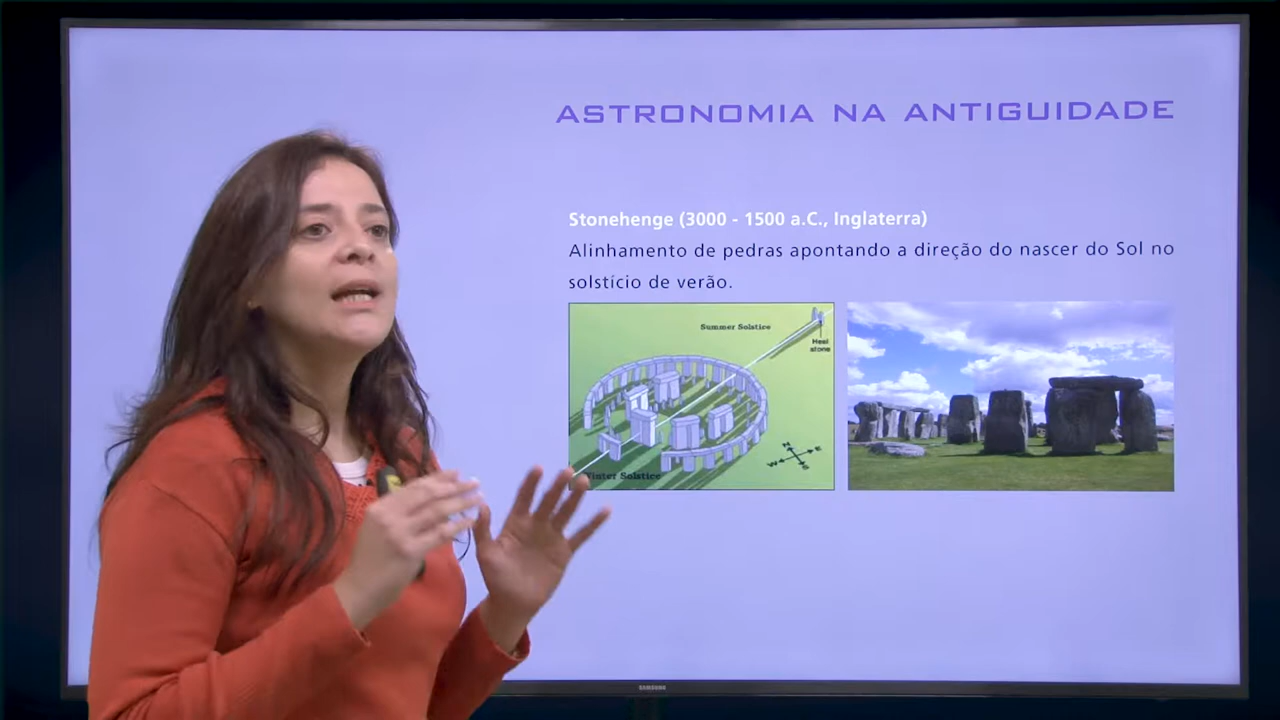 ASTRONOMIA NA ANTIGUIDADE
Stonehenge (3000 - 1500 a.C., Inglaterra)
Alinhamento de pedras apontando a direção do nascer do Sol no
solstício de verão.
Summer Solstice
Heel
stone
N
W E
S
Winter Solstice
SAMSUNG